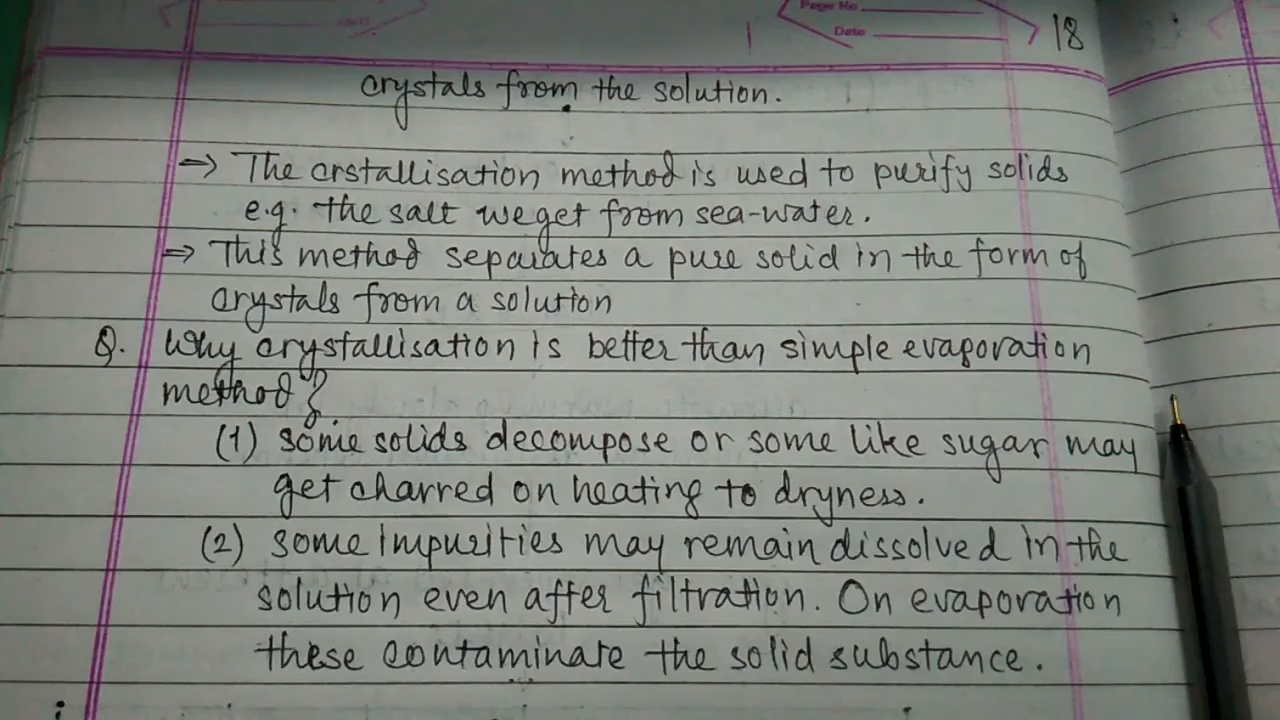 Page No
Date
18
crystals from the solution.
→ The crstallisation method is used to purify solids
e.g. the salt we get from sea-water.
⇒ This method separates a pure solid in the form of
crystals from a solution
Q. Why crystallisation is better than simple evaporation
method?
(1) some solids decompose or some like sugar may
get charred on heating to dryness.
(2) some impurities may remain dissolved in the
solution even after filtration. On evaporation
these contaminate the solid substance.